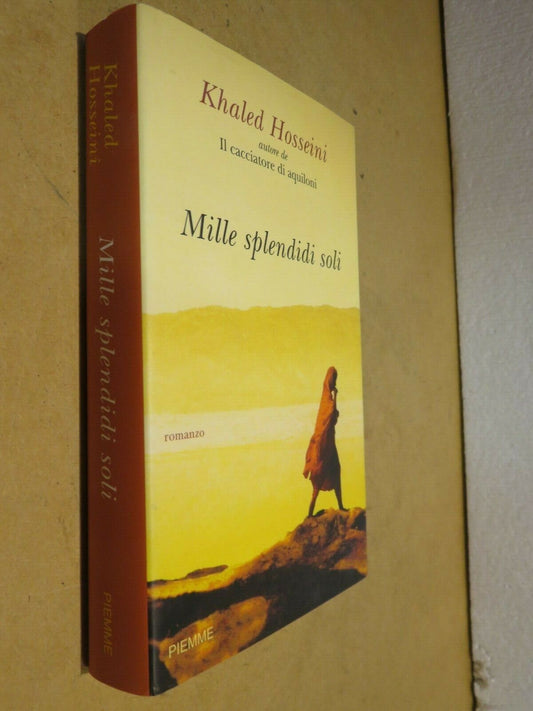 Khaled
Hosseini
Mille splendidi soli
PIEMME
Khaled Hosseini
autore de
Il cacciatore di aquiloni
Mille splendidi soli
romanzo
PIEMME